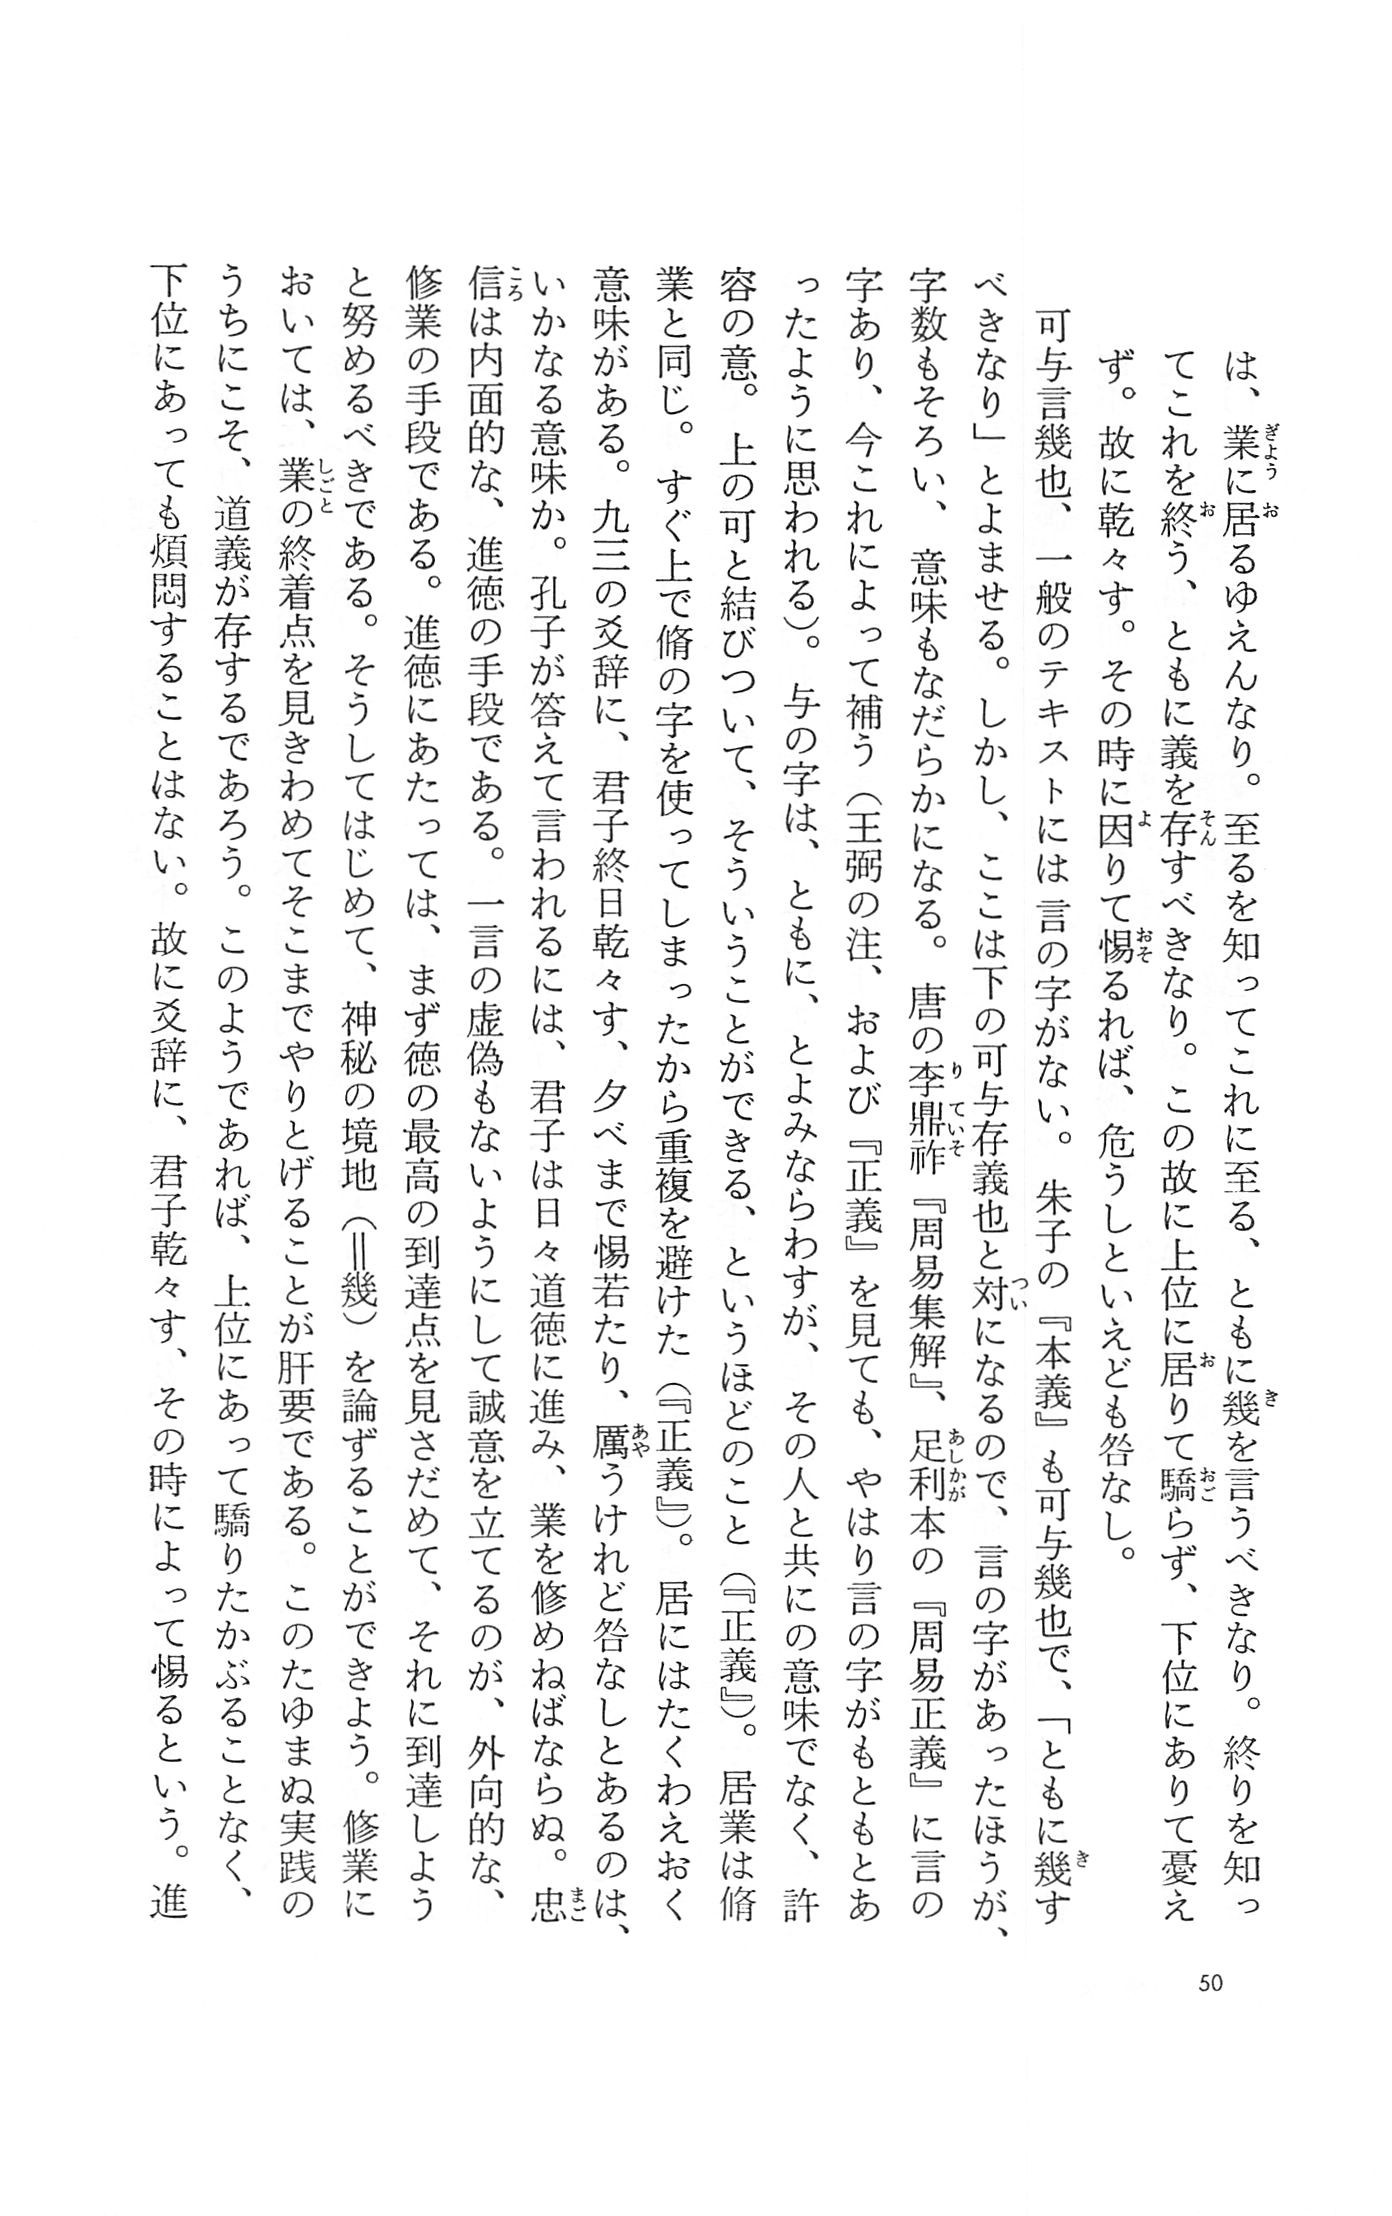 は、業に居るゆえんなり。至るを知ってこれに至る、ともに幾を言うべきなり。終りを知っ
てこれを終う、ともに義を存すべきなり。この故に上位に居りて驕らず、下位にありて憂え
ず。故に乾々す。その時に因りて惕るれば、危うしといえども咎なし。
可与言幾也、一般のテキストには言の字がない。朱子の『本義』も可与幾也で、「ともに幾す
べきなり」とよませる。しかし、ここは下の可与存義也と対になるので、言の字があったほうが、
字数もそろい、意味もなだらかになる。唐の李鼎祚『周易集解』、足利本の『周易正義』に言の
字あり、今これによって補う（王弼の注、および『正義』を見ても、やはり言の字がもともとあ
ったように思われる）。与の字は、ともに、とよみならわすが、その人と共にの意味でなく、許
容の意。上の可と結びついて、そういうことができる、というほどのこと（『正義』）。居業は脩
業と同じ。すぐ上で脩の字を使ってしまったから重複を避けた（『正義』）。居にはたくわえおく
意味がある。九三の爻辞に、君子終日乾々す、夕べまで惕若たり、厲うけれど咎なしとあるのは、
いかなる意味か。孔子が答えて言われるには、君子は日々道徳に進み、業を修めねばならぬ。忠
信は内面的な、進徳の手段である。一言の虚偽もないようにして誠意を立てるのが、外向的な、
修業の手段である。進徳にあたっては、まず徳の最高の到達点を見さだめて、それに到達しよう
と努めるべきである。そうしてはじめて、神秘の境地（＝幾）を論ずることができよう。修業に
おいては、業の終着点を見きわめてそこまでやりとげることが肝要である。このたゆまぬ実践の
うちにこそ、道義が存するであろう。このようであれば、上位にあって驕りたかぶることなく、
下位にあっても煩悶することはない。故に爻辞に、君子乾々す、その時によって惕るという。進
50